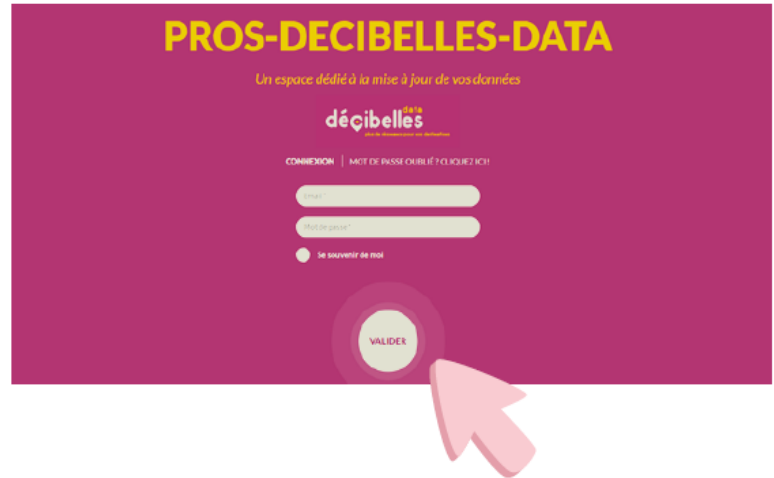 PROS-DECIBELLES-DATA
Un espace dédié à la mise à jour de vos données
data
décibelles
CONNEXION | MOT DE PASSE OUBLIÉ ? CLIQUEZ ICI !
Email*
Mot de passe*
Se souvenir de moi
VALIDER